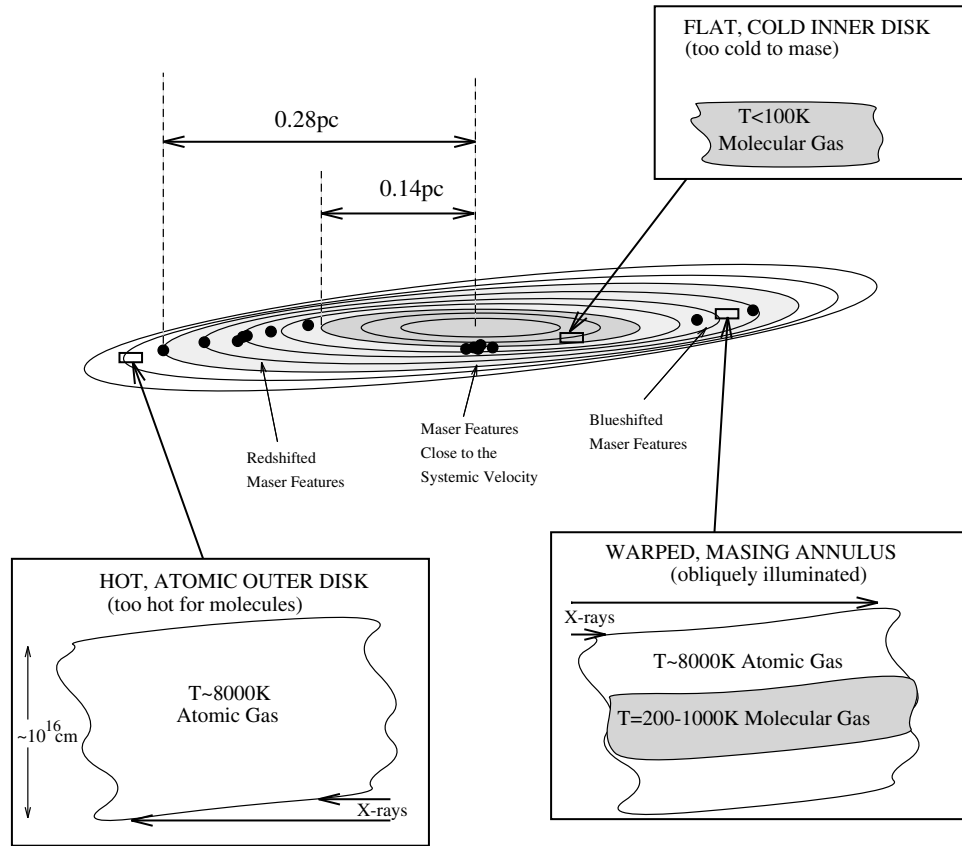 FLAT, COLD INNER DISK
(too cold to mase)
T<100K
Molecular Gas
0.28pc
0.14pc
Redshifted
Maser Features
Maser Features
Close to the
Systemic Velocity
Blueshifted
Maser Features
HOT, ATOMIC OUTER DISK
(too hot for molecules)
T~8000K
Atomic Gas
~10^16cm
X-rays
WARPED, MASING ANNULUS
(obliquely illuminated)
X-rays
T~8000K Atomic Gas
T=200-1000K Molecular Gas